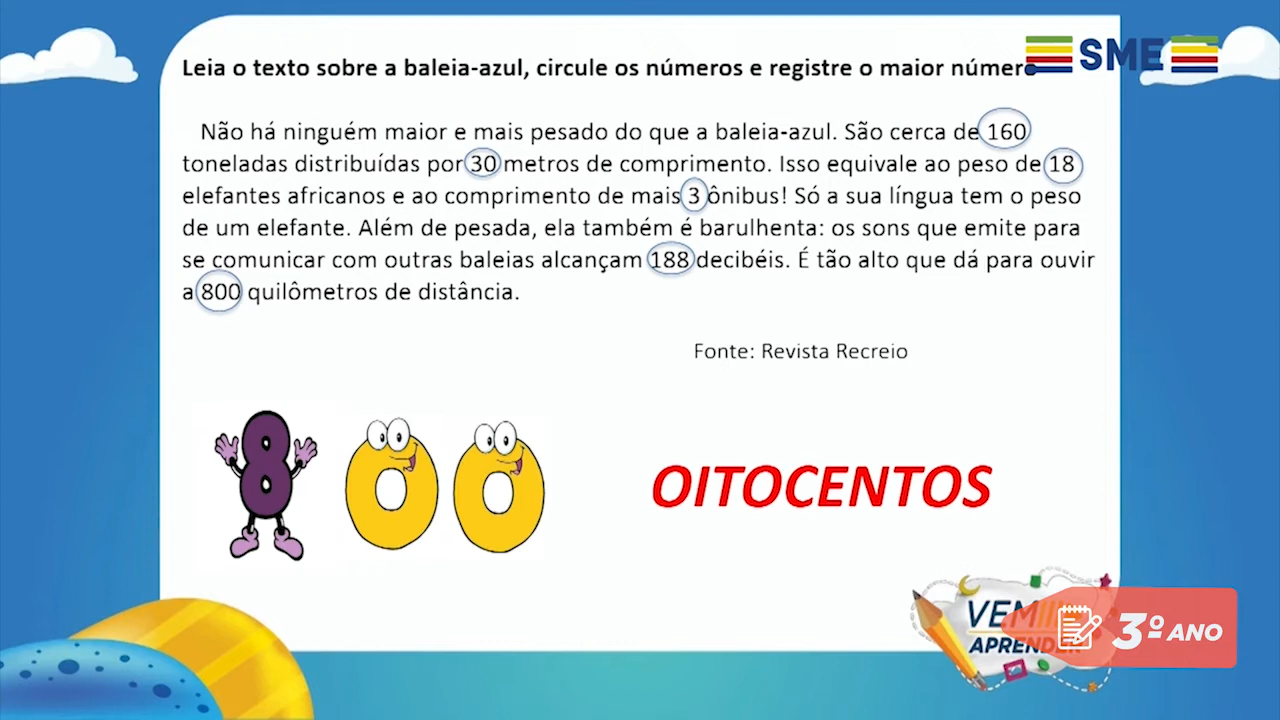 SME
Leia o texto sobre a baleia-azul, circule os números e registre o maior número
Não há ninguém maior e mais pesado do que a baleia-azul. São cerca de 160
toneladas distribuídas por 30 metros de comprimento. Isso equivale ao peso de 18
elefantes africanos e ao comprimento de mais 3 ônibus! Só a sua língua tem o peso
de um elefante. Além de pesada, ela também é barulhenta: os sons que emite para
se comunicar com outras baleias alcançam 188 decibéis. É tão alto que dá para ouvir
a 800 quilômetros de distância.
Fonte: Revista Recreio
800
OITOCENTOS
VEM
APRENDER
3º ANO